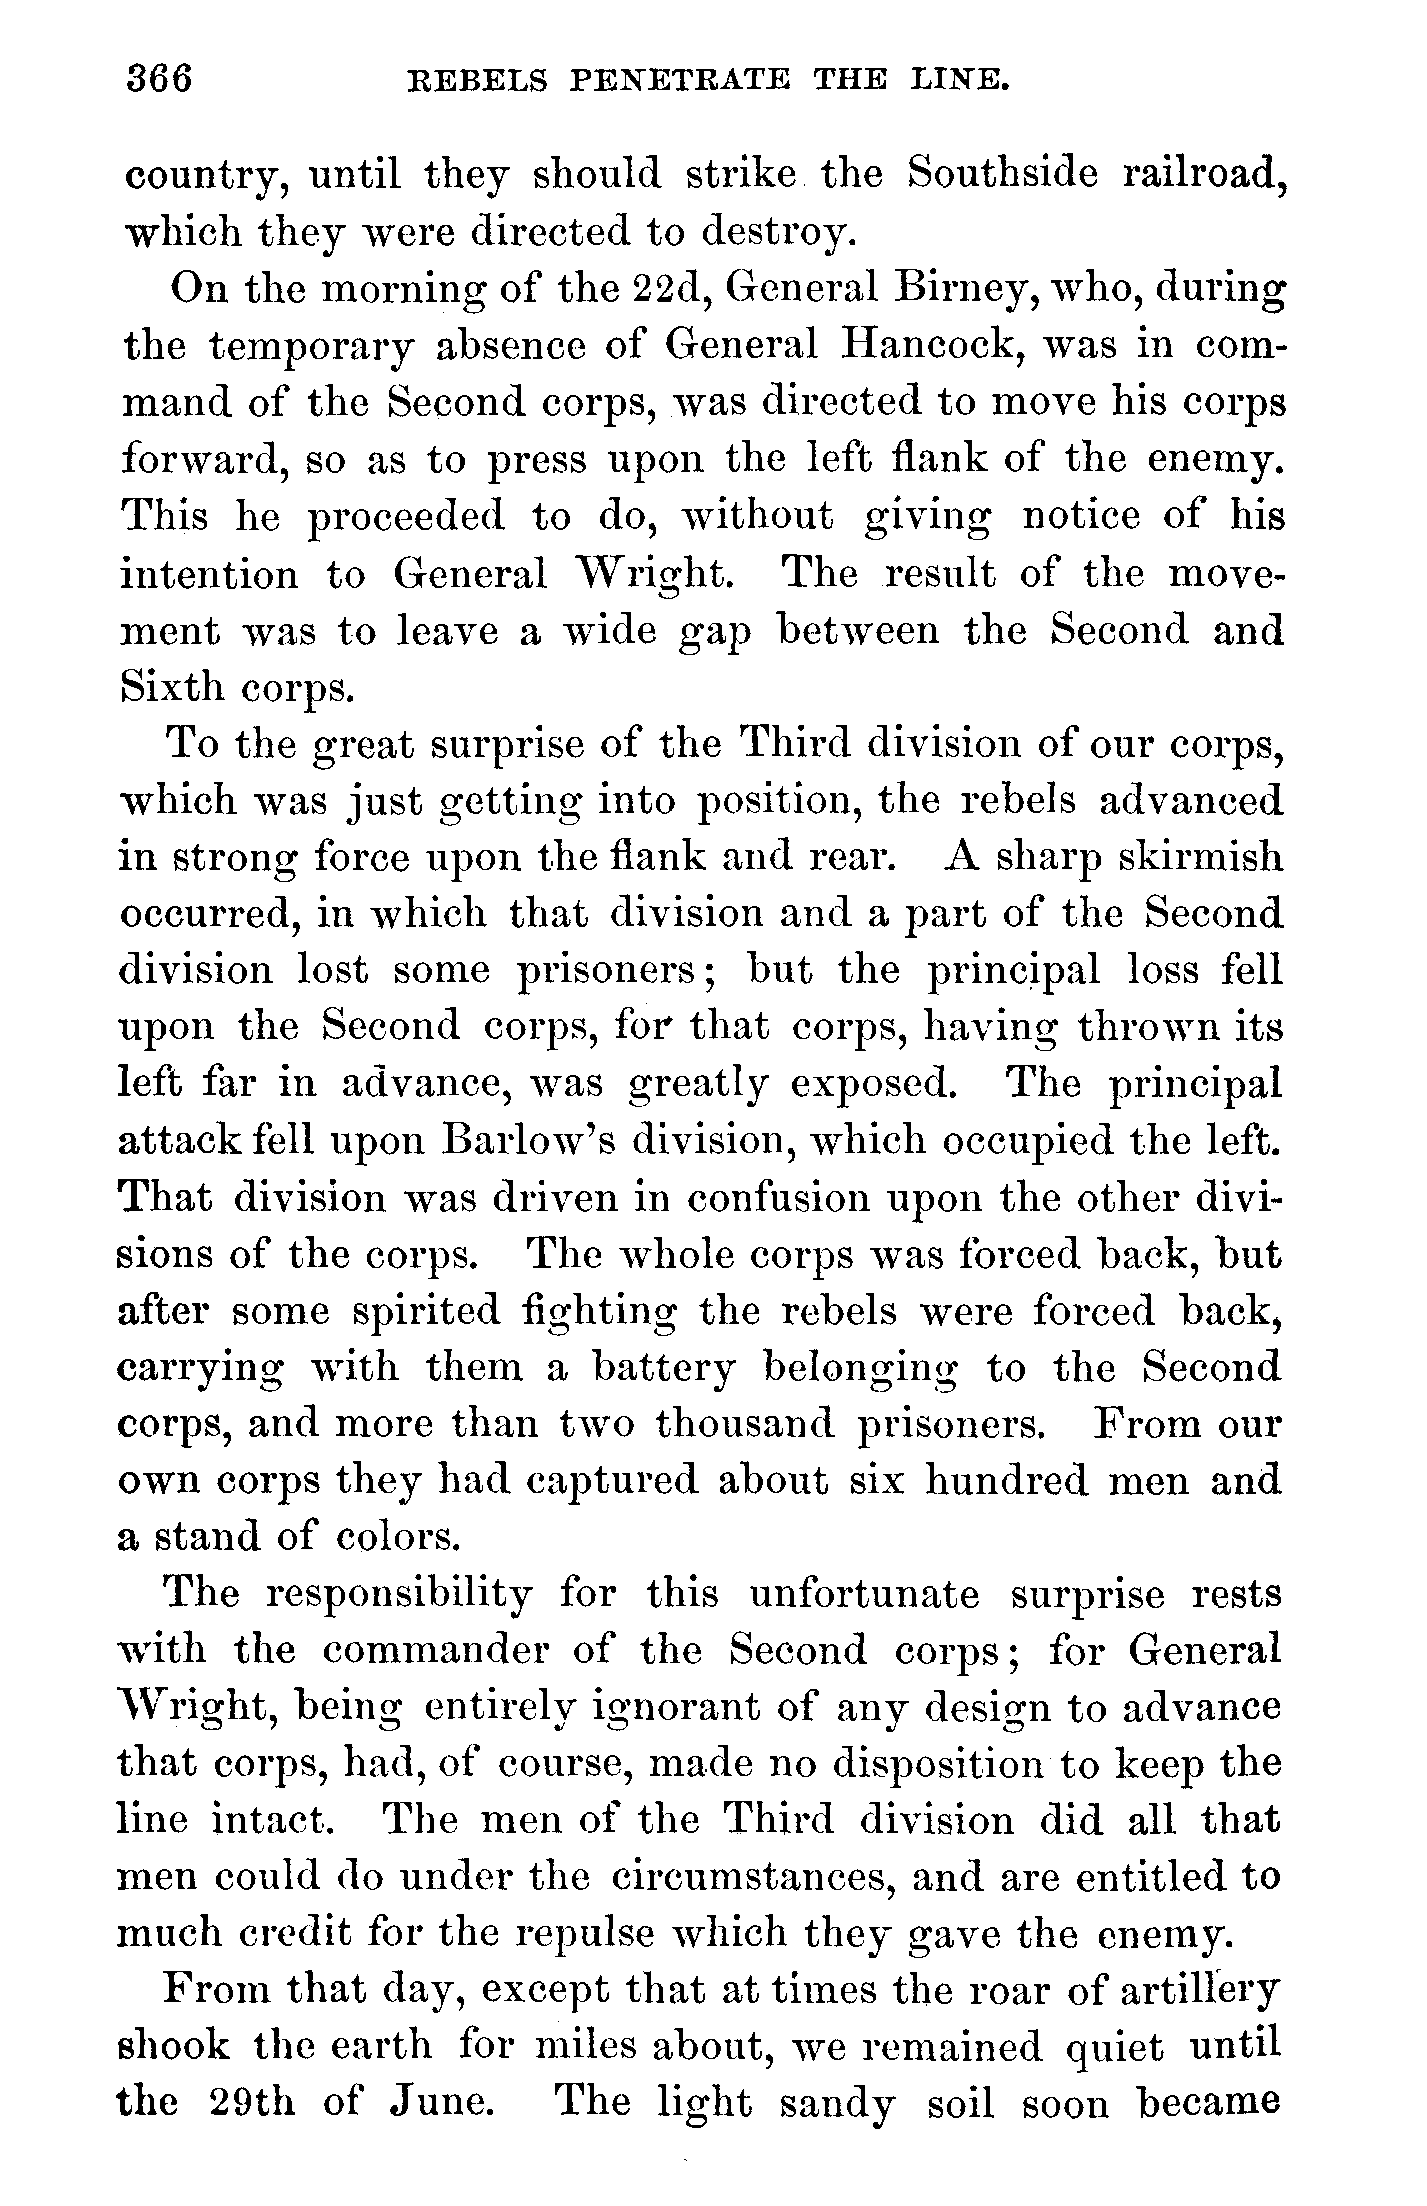 366 REBELS PENETRATE THE LINE.
country, until they should strike the Southside railroad,
which they were directed to destroy.
On the morning of the 22d, General Birney, who, during
the temporary absence of General Hancock, was in com-
mand of the Second corps, was directed to move his corps
forward, so as to press upon the left flank of the enemy.
This he proceeded to do, without giving notice of his
intention to General Wright. The result of the move-
ment was to leave a wide gap between the Second and
Sixth corps.
To the great surprise of the Third division of our corps,
which was just getting into position, the rebels advanced
in strong force upon the flank and rear. A sharp skirmish
occurred, in which that division and a part of the Second
division lost some prisoners; but the principal loss fell
upon the Second corps, for that corps, having thrown its
left far in advance, was greatly exposed. The principal
attack fell upon Barlow's division, which occupied the left.
That division was driven in confusion upon the other divi-
sions of the corps. The whole corps was forced back, but
after some spirited fighting the rebels were forced back,
carrying with them a battery belonging to the Second
corps, and more than two thousand prisoners. From our
own corps they had captured about six hundred men and
a stand of colors.
The responsibility for this unfortunate surprise rests
with the commander of the Second corps; for General
Wright, being entirely ignorant of any design to advance
that corps, had, of course, made no disposition to keep the
line intact. The men of the Third division did all that
men could do under the circumstances, and are entitled to
much credit for the repulse which they gave the enemy.
From that day, except that at times the roar of artillery
shook the earth for miles about, we remained quiet until
the 29th of June. The light sandy soil soon became